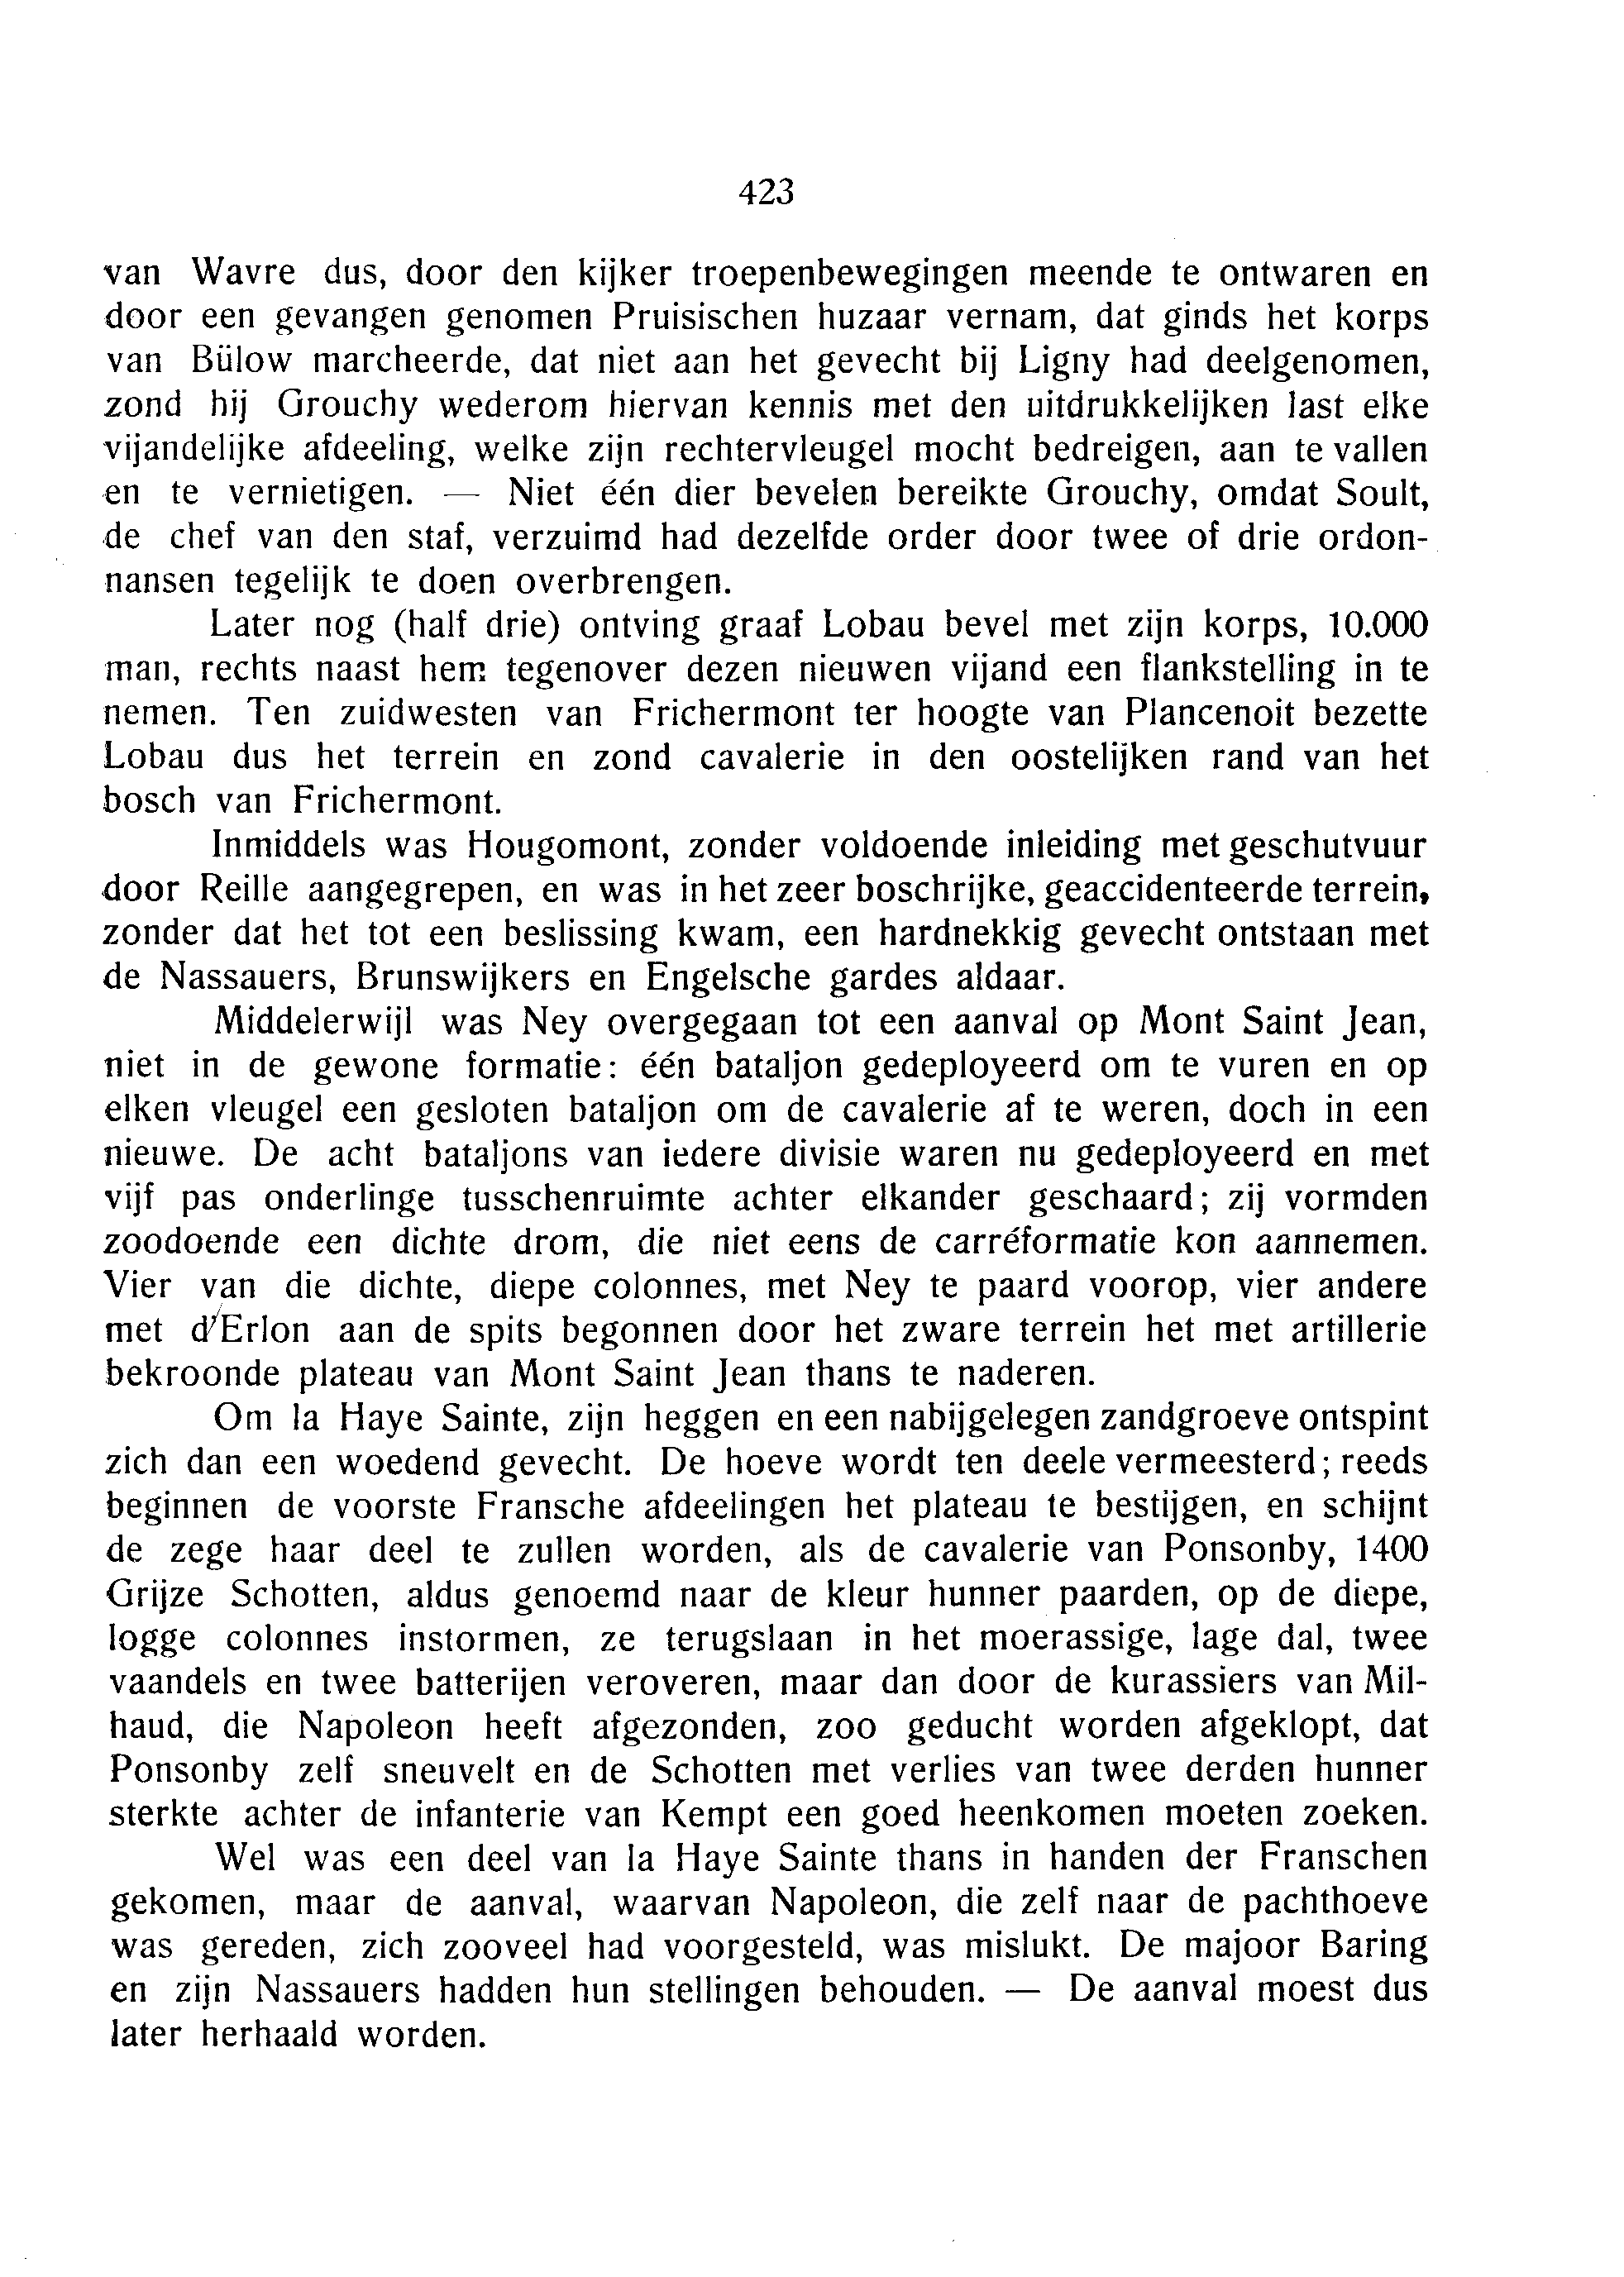 423
van Wavre dus, door den kijker troepenbewegingen meende te ontwaren en
door een gevangen genomen Pruisischen huzaar vernam, dat ginds het korps
van Bülow marcheerde, dat niet aan het gevecht bij Ligny had deelgenomen,
zond hij Grouchy wederom hiervan kennis met den uitdrukkelijken last elke
vijandelijke afdeeling, welke zijn rechtervleugel mocht bedreigen, aan te vallen
en te vernietigen. — Niet één dier bevelen bereikte Grouchy, omdat Soult,
de chef van den staf, verzuimd had dezelfde order door twee of drie ordon-
nansen tegelijk te doen overbrengen.
Later nog (half drie) ontving graaf Lobau bevel met zijn korps, 10.000
man, rechts naast hem tegenover dezen nieuwen vijand een flankstelling in te
nemen. Ten zuidwesten van Frichermont ter hoogte van Plancenoit bezette
Lobau dus het terrein en zond cavalerie in den oostelijken rand van het
bosch van Frichermont.
Inmiddels was Hougomont, zonder voldoende inleiding met geschutvuur
door Reille aangegrepen, en was in het zeer boschrijke, geaccidenteerde terrein,
zonder dat het tot een beslissing kwam, een hardnekkig gevecht ontstaan met
de Nassauers, Brunswijkers en Engelsche gardes aldaar.
Middelerwijl was Ney overgegaan tot een aanval op Mont Saint Jean,
niet in de gewone formatie: één bataljon gedeployeerd om te vuren en op
elken vleugel een gesloten bataljon om de cavalerie af te weren, doch in een
nieuwe. De acht bataljons van iedere divisie waren nu gedeployeerd en met
vijf pas onderlinge tusschenruimte achter elkander geschaard; zij vormden
zoodoende een dichte drom, die niet eens de carréformatie kon aannemen.
Vier van die dichte, diepe colonnes, met Ney te paard voorop, vier andere
met d'Erlon aan de spits begonnen door het zware terrein het met artillerie
bekroonde plateau van Mont Saint Jean thans te naderen.
Om la Haye Sainte, zijn heggen en een nabijgelegen zandgroeve ontspint
zich dan een woedend gevecht. De hoeve wordt ten deele vermeesterd; reeds
beginnen de voorste Fransche afdeelingen het plateau te bestijgen, en schijnt
de zege haar deel te zullen worden, als de cavalerie van Ponsonby, 1400
Grijze Schotten, aldus genoemd naar de kleur hunner paarden, op de diepe,
logge colonnes instormen, ze terugslaan in het moerassige, lage dal, twee
vaandels en twee batterijen veroveren, maar dan door de kurassiers van Mil-
haud, die Napoleon heeft afgezonden, zoo geducht worden afgeklopt, dat
Ponsonby zelf sneuvelt en de Schotten met verlies van twee derden hunner
sterkte achter de infanterie van Kempt een goed heenkomen moeten zoeken.
Wel was een deel van la Haye Sainte thans in handen der Franschen
gekomen, maar de aanval, waarvan Napoleon, die zelf naar de pachthoeve
was gereden, zich zooveel had voorgesteld, was mislukt. De majoor Baring
en zijn Nassauers hadden hun stellingen behouden. — De aanval moest dus
later herhaald worden.